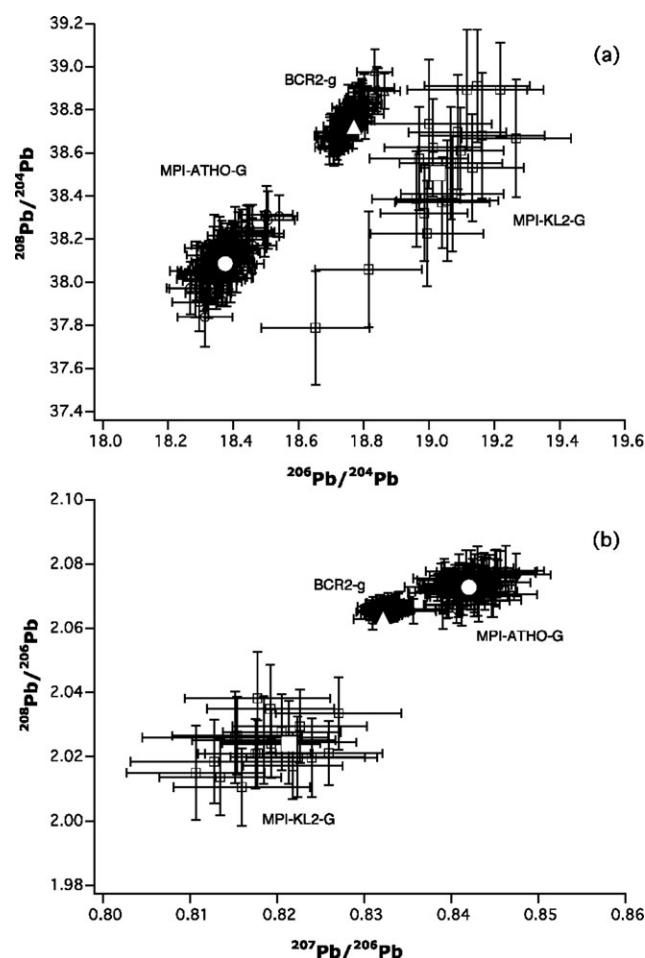 39.2
39.0
38.8
38.6
38.4
38.2
38.0
37.8
37.6
37.4
²⁰⁸Pb/²⁰⁴Pb
(a)
BCR2-g
MPI-ATHO-G
MPI-KL2-G
18.0 18.2 18.4 18.6 18.8 19.0 19.2 19.4 19.6
²⁰⁶Pb/²⁰⁴Pb
2.10
2.08
2.06
2.04
2.02
2.00
1.98
²⁰⁸Pb/²⁰⁶Pb
(b)
BCR2-g
MPI-ATHO-G
MPI-KL2-G
0.80 0.81 0.82 0.83 0.84 0.85 0.86
²⁰⁷Pb/²⁰⁶Pb